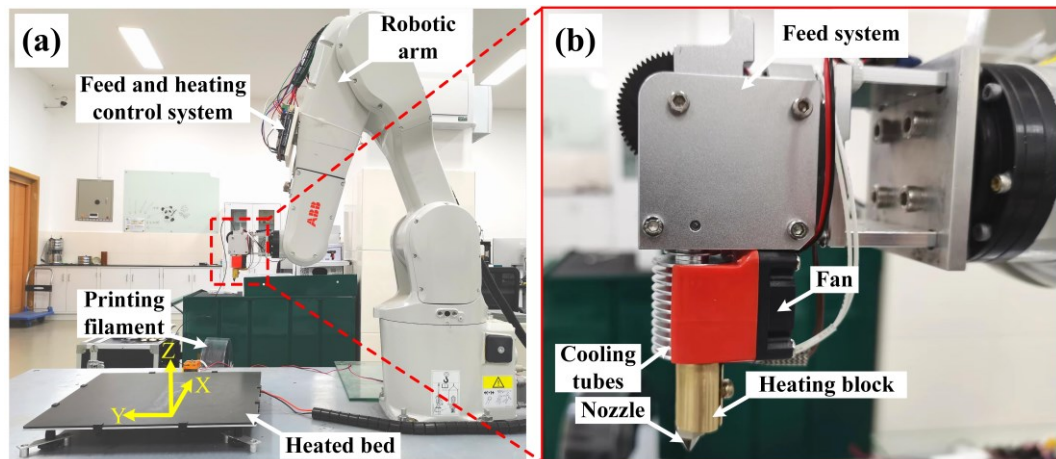 (a)
Robotic
arm
Feed and heating
control system
ABB
Printing
filament
Z
X
Y
Heated bed
(b)
Feed system
Fan
Cooling
tubes
Heating block
Nozzle